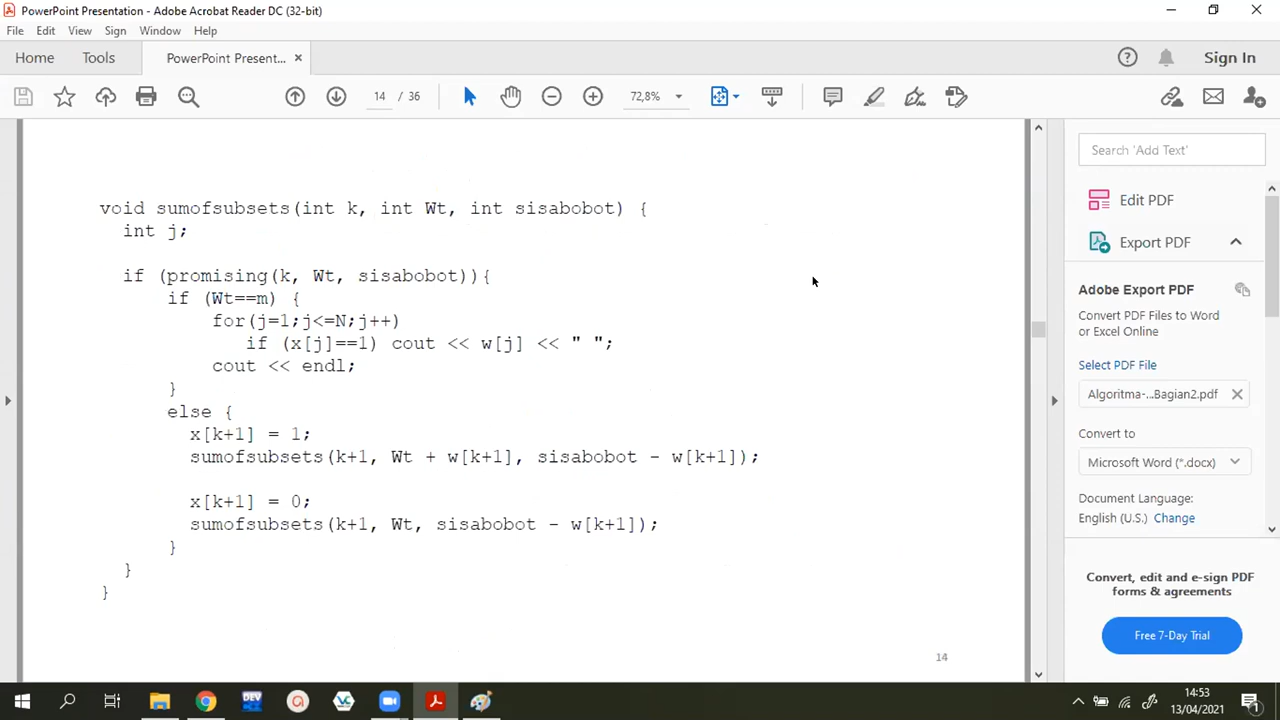 PowerPoint Presentation - Adobe Acrobat Reader DC (32-bit)
File Edit View Sign Window Help
Home Tools PowerPoint Present... × Sign In
14 / 36 72,8%
void sumofsubsets(int k, int Wt, int sisabobot) {
int j;
if (promising(k, Wt, sisabobot)){
if (Wt==m) {
for(j=1;j<=N;j++)
if (x[j]==1) cout << w[j] << " ";
cout << endl;
}
else {
x[k+1] = 1;
sumofsubsets(k+1, Wt + w[k+1], sisabobot - w[k+1]);
x[k+1] = 0;
sumofsubsets(k+1, Wt, sisabobot - w[k+1]);
}
}
}
14
Search 'Add Text'
Edit PDF
Export PDF
Adobe Export PDF
Convert PDF Files to Word
or Excel Online
Select PDF File
Algoritma-...Bagian2.pdf
Convert to
Microsoft Word (*.docx)
Document Language:
English (U.S.) Change
Convert, edit and e-sign PDF
forms & agreements
Free 7-Day Trial
DEV
14:53
13/04/2021
1